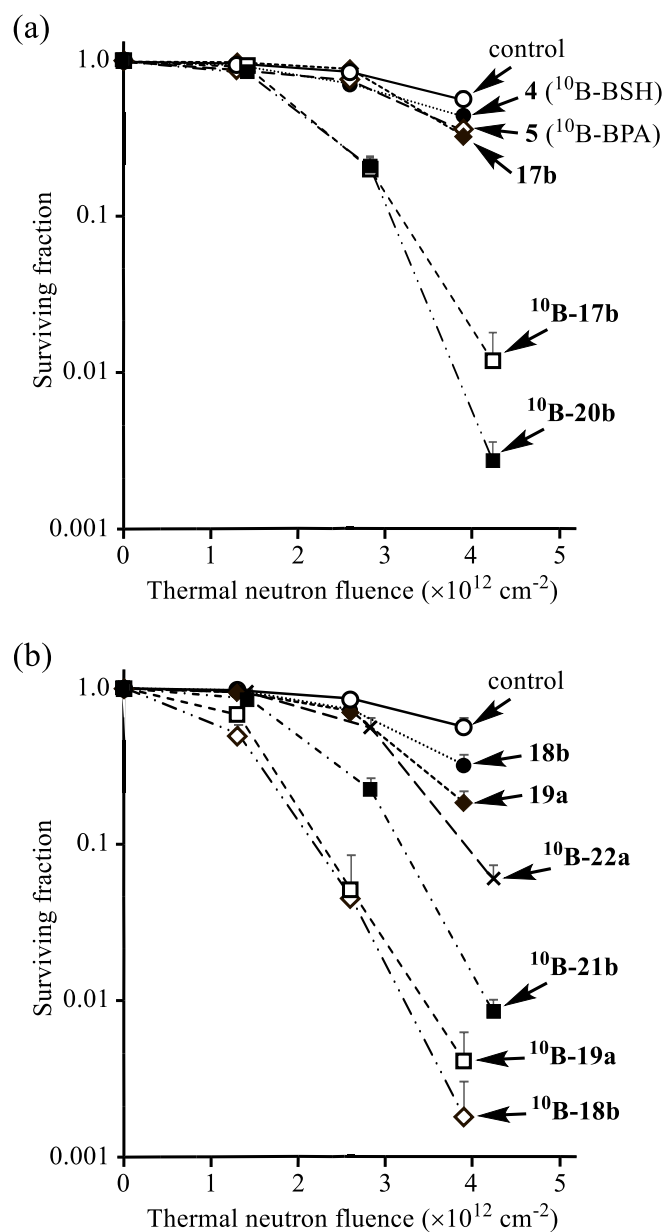 (a)
1.0
0.1
0.01
0.001
Surviving fraction
control
4 (¹⁰B-BSH)
5 (¹⁰B-BPA)
17b
¹⁰B-17b
¹⁰B-20b
0 1 2 3 4 5
Thermal neutron fluence (×10¹² cm⁻²)
(b)
1.0
0.1
0.01
0.001
Surviving fraction
control
18b
19a
¹⁰B-22a
¹⁰B-21b
¹⁰B-19a
¹⁰B-18b
0 1 2 3 4 5
Thermal neutron fluence (×10¹² cm⁻²)